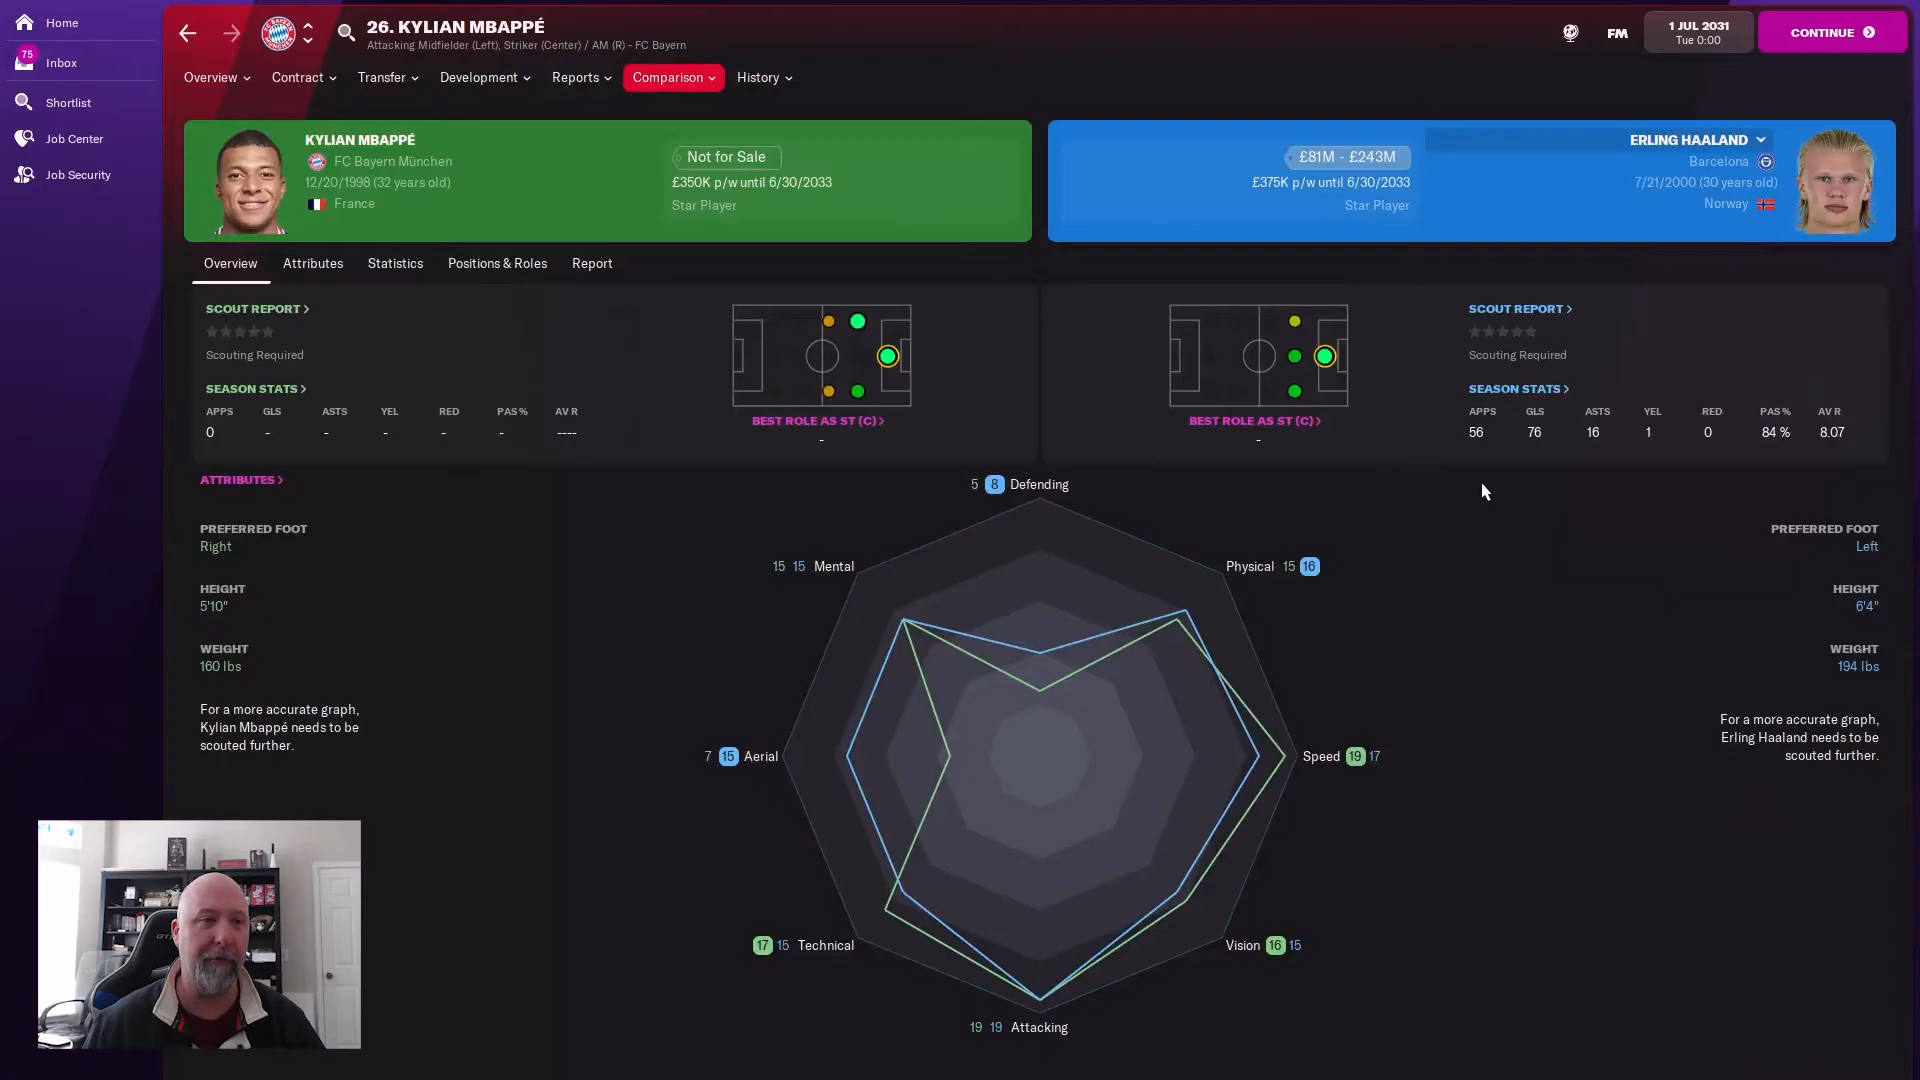 Home
75
Inbox
Shortlist
Job Center
Job Security
26. KYLIAN MBAPPÉ
Attacking Midfielder (Left), Striker (Center) / AM (R) - FC Bayern
FM
1 JUL 2031
Tue 0:00
CONTINUE
Overview
Contract
Transfer
Development
Reports
Comparison
History
KYLIAN MBAPPÉ
FC Bayern München
12/20/1998 (32 years old)
France
Not for Sale
£350K p/w until 6/30/2033
Star Player
£81M - £243M
£375K p/w until 6/30/2033
Star Player
ERLING HAALAND
Barcelona
7/21/2000 (30 years old)
Norway
Overview Attributes Statistics Positions & Roles Report
SCOUT REPORT >
Scouting Required
SEASON STATS >
APPS GLS ASTS YEL RED PAS % AV R
0 - - - - - ----
BEST ROLE AS ST (C) >
-
BEST ROLE AS ST (C) >
-
SCOUT REPORT >
Scouting Required
SEASON STATS >
APPS GLS ASTS YEL RED PAS % AV R
56 76 16 1 0 84 % 8.07
ATTRIBUTES >
PREFERRED FOOT
Right
HEIGHT
5'10"
WEIGHT
160 lbs
For a more accurate graph,
Kylian Mbappé needs to be
scouted further.
5 8 Defending
15 15 Mental
Physical 15 16
7 15 Aerial
Speed 19 17
17 15 Technical
Vision 16 15
19 19 Attacking
PREFERRED FOOT
Left
HEIGHT
6'4"
WEIGHT
194 lbs
For a more accurate graph,
Erling Haaland needs to be
scouted further.